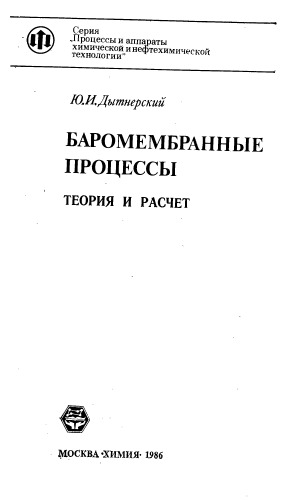 Серия
„Процессы и аппараты
химической и нефтехимической
технологии“
Ю.И.Дытнерский
БАРОМЕМБРАННЫЕ
ПРОЦЕССЫ
ТЕОРИЯ И РАСЧЕТ
МОСКВА·ХИМИЯ· 1986